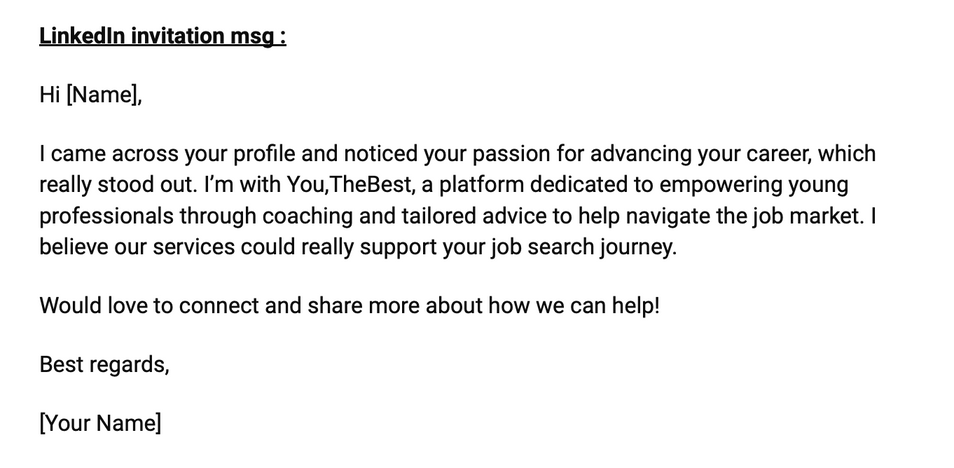 LinkedIn invitation msg :
Hi [Name],
I came across your profile and noticed your passion for advancing your career, which
really stood out. I’m with You,TheBest, a platform dedicated to empowering young
professionals through coaching and tailored advice to help navigate the job market. I
believe our services could really support your job search journey.
Would love to connect and share more about how we can help!
Best regards,
[Your Name]